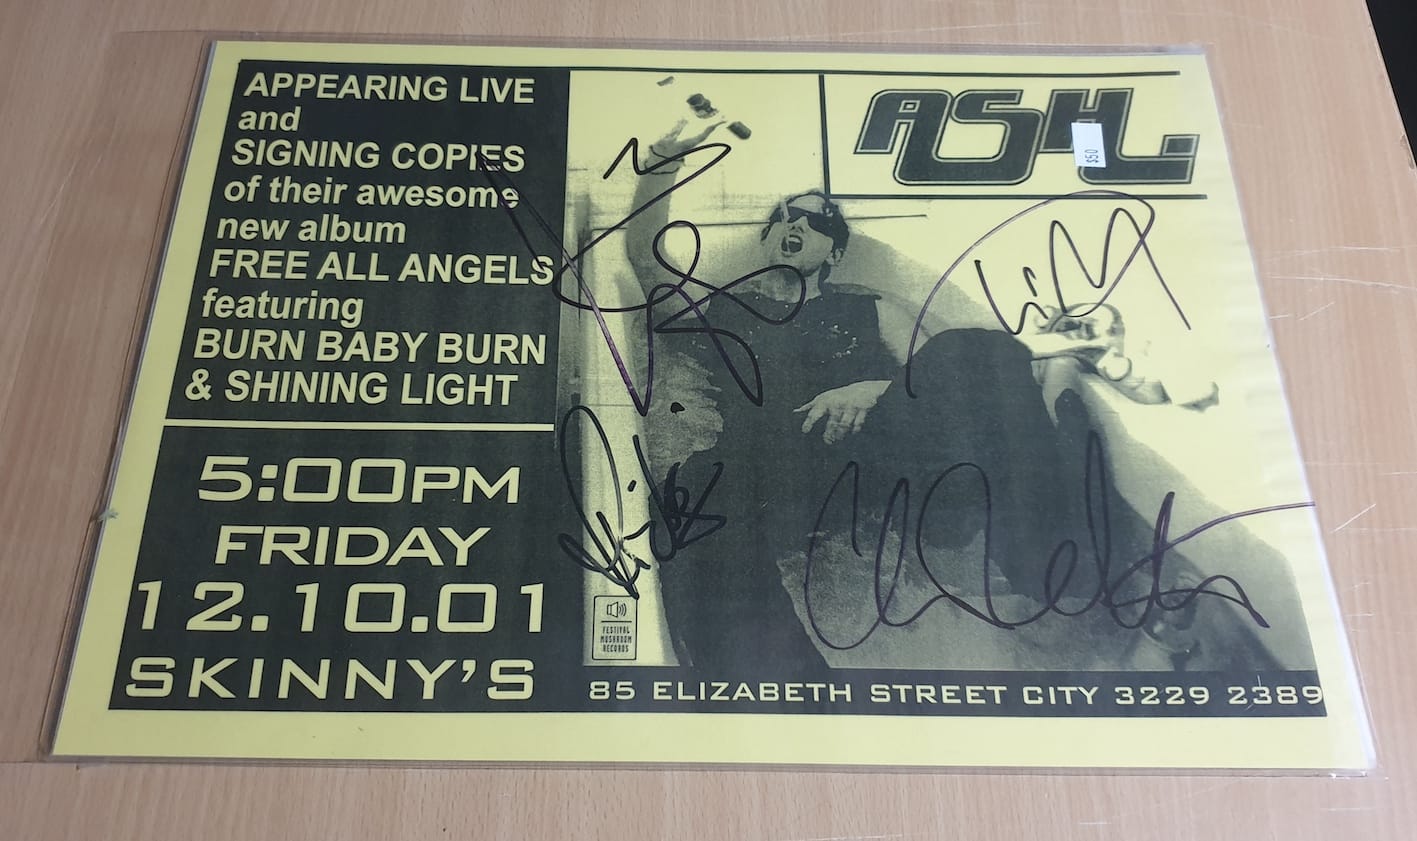 APPEARING LIVE
and
SIGNING COPIES
of their awesome
new album
FREE ALL ANGELS
featuring
BURN BABY BURN
& SHINING LIGHT
5:00PM
FRIDAY
12.10.01
SKINNY'S
ASH.
$50
Tim
FESTIVAL
MUSHROOM
RECORDS
85 ELIZABETH STREET CITY 3229 2389